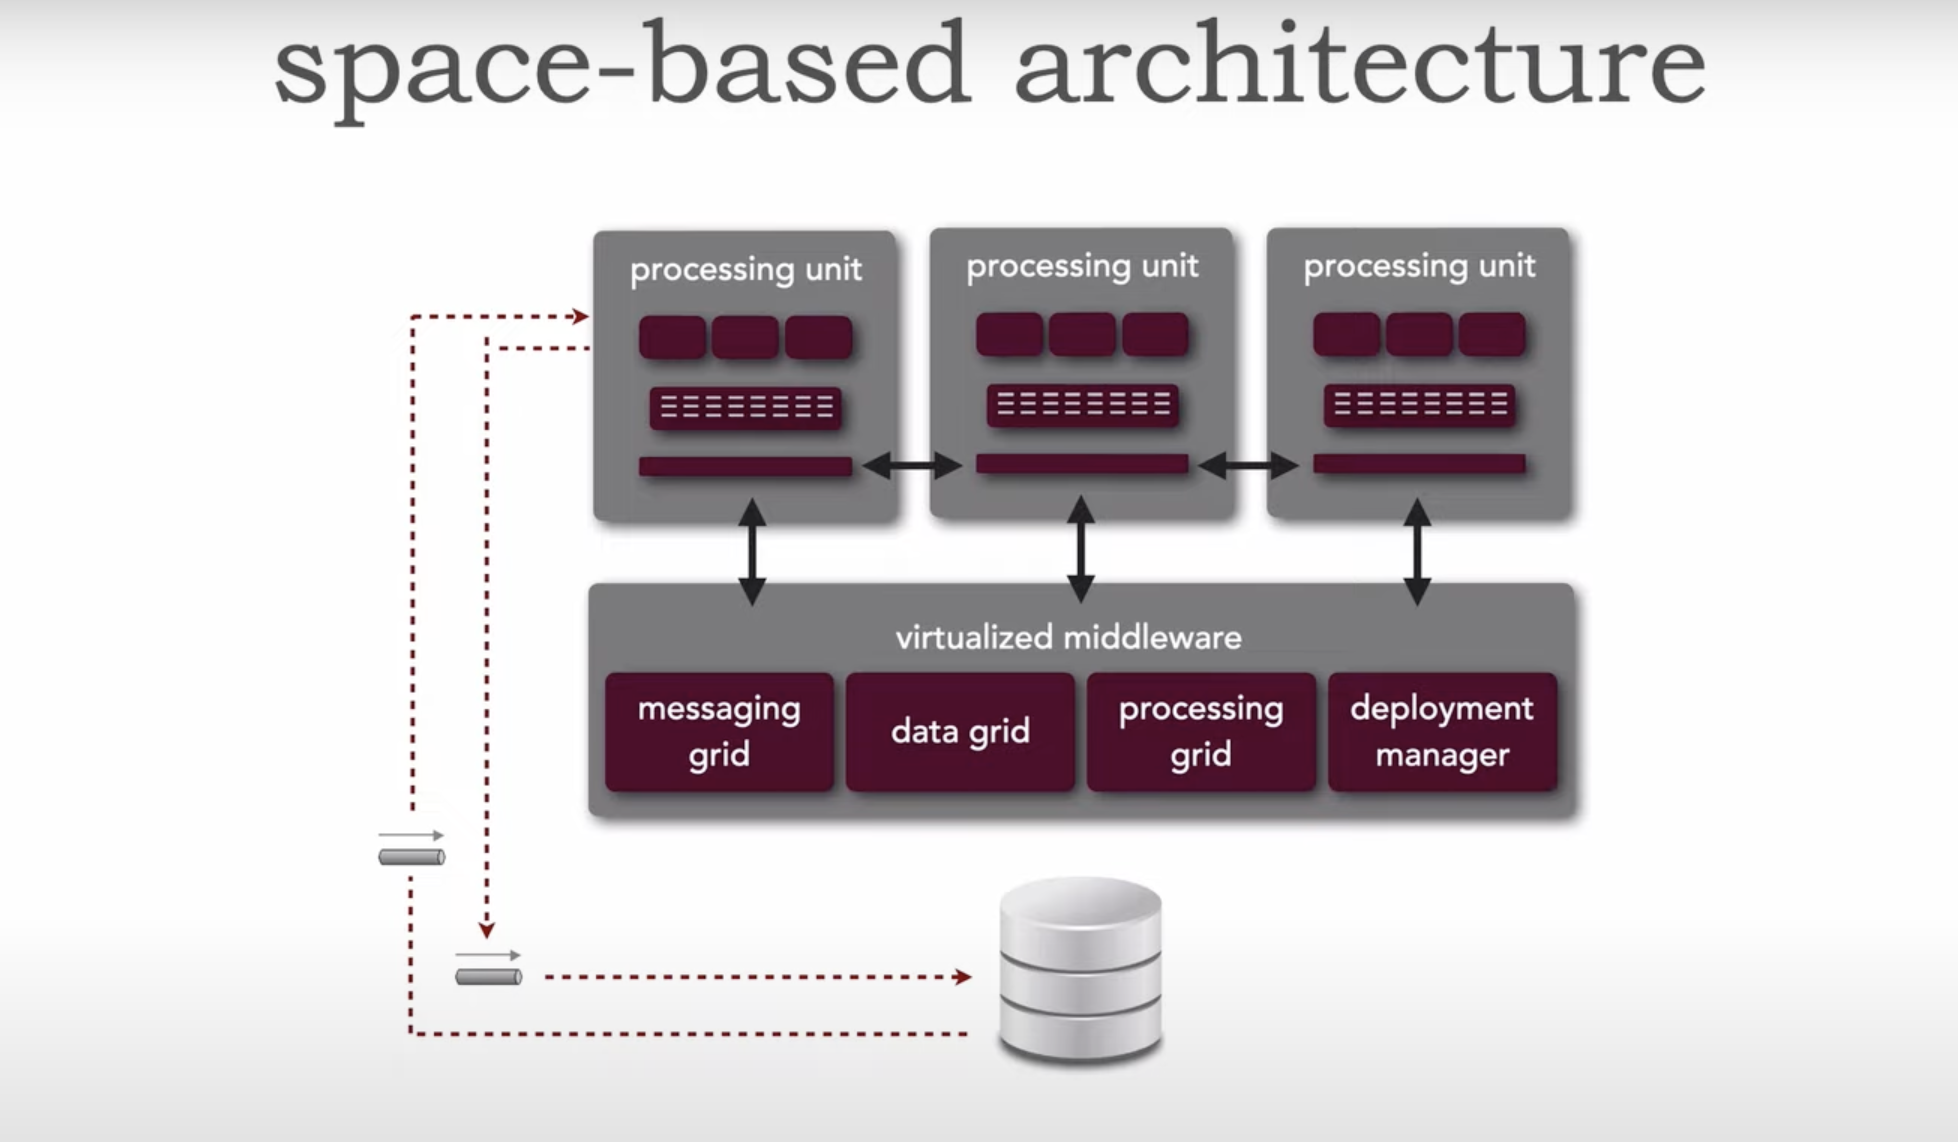 space-based architecture
processing unit
processing unit
processing unit
virtualized middleware
messaging
grid
data grid
processing
grid
deployment
manager